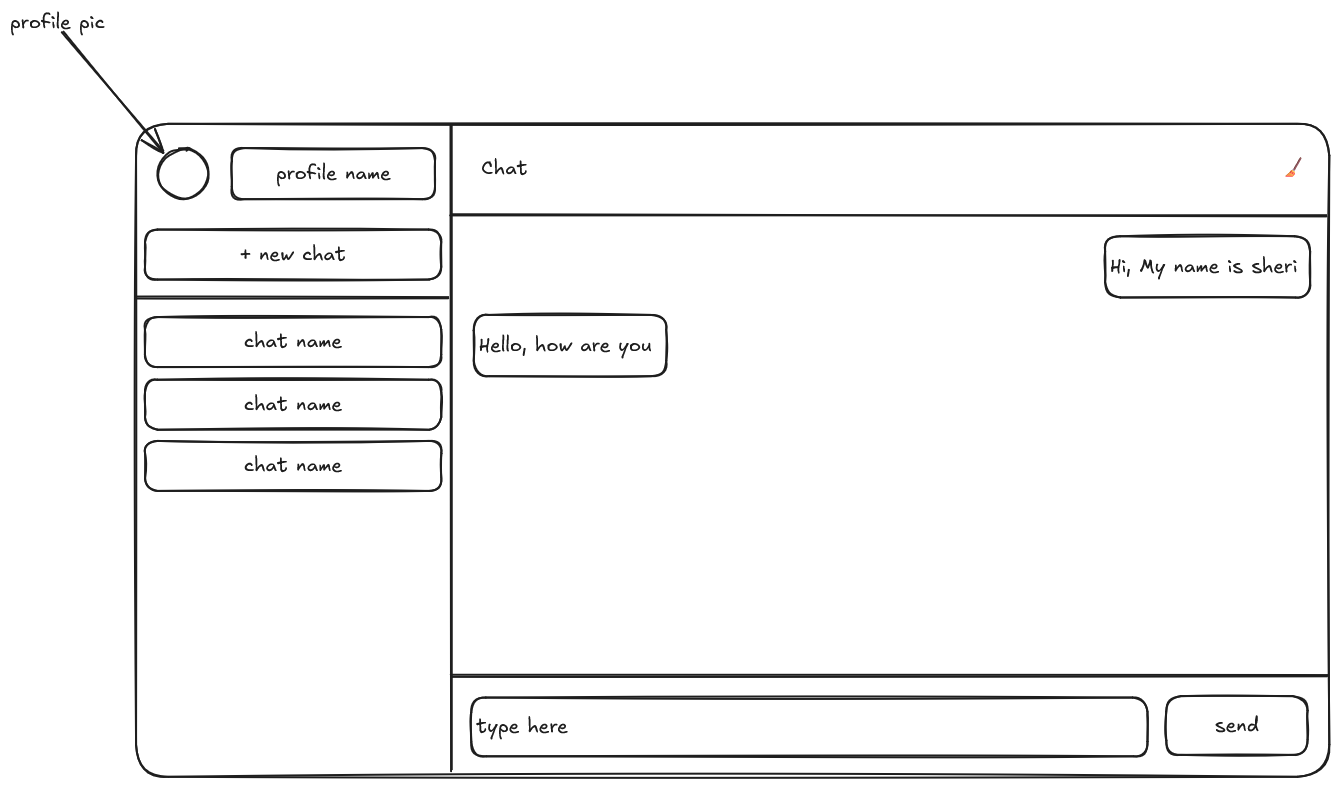 profile pic
profile name
+ new chat
chat name
chat name
chat name
Chat
Hi, My name is sheri
Hello, how are you
type here
send